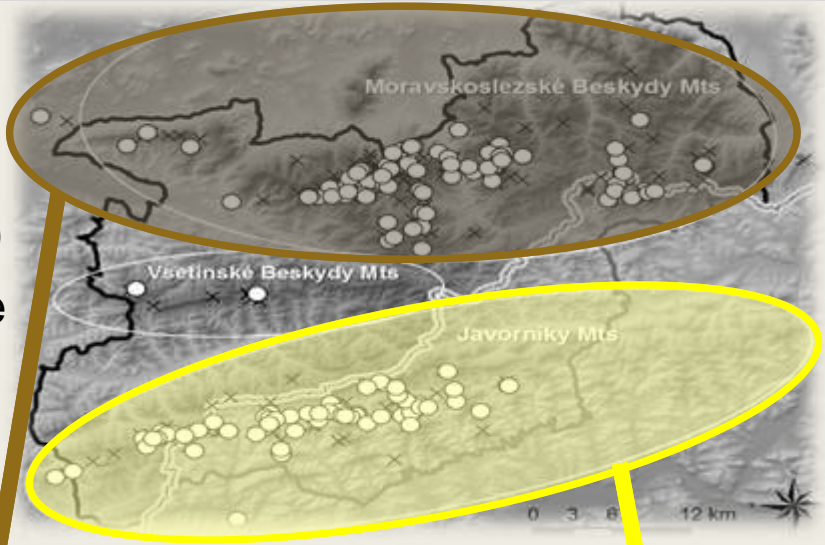 Moravskoslezské Beskydy Mts
e
Vsetínské Beskydy Mts
Javorníky Mts
0 3 6 12 km